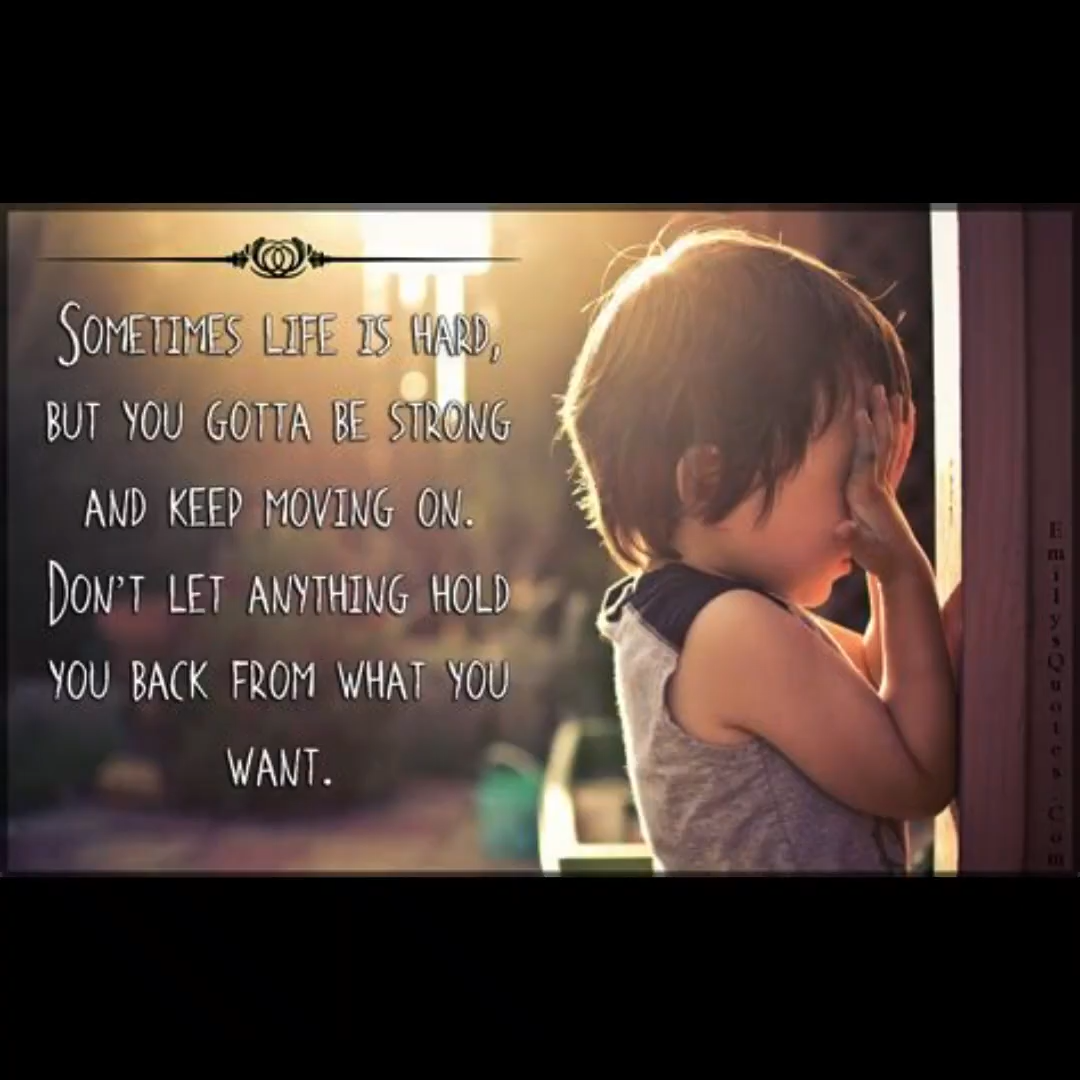 Sometimes life is hard,
but you gotta be strong
and keep moving on.
Don't let anything hold
you back from what you
want.
EmilysQuotes.Com